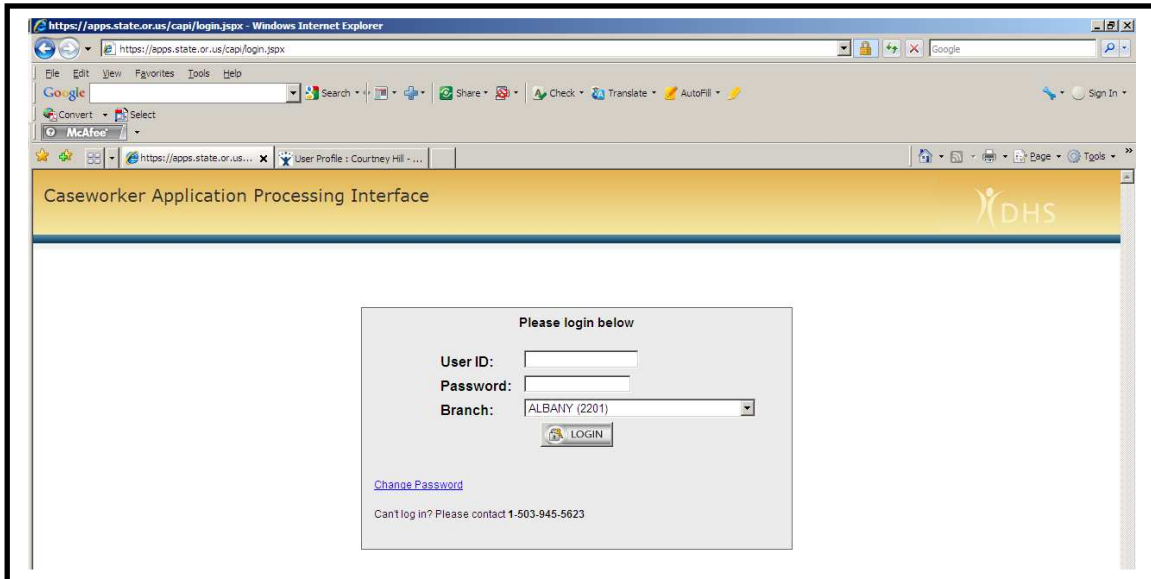 https://apps.state.or.us/capi/login.jspx - Windows Internet Explorer
https://apps.state.or.us/capi/login.jspx Google
File Edit View Favorites Tools Help
Google Search Share Check Translate AutoFill Sign In
Convert Select
McAfee
https://apps.state.or.us... User Profile : Courtney Hill - ... Page Tools »
Caseworker Application Processing Interface
DHS
Please login below
User ID:
Password:
Branch: ALBANY (2201)
LOGIN
Change Password
Can't log in? Please contact 1-503-945-5623